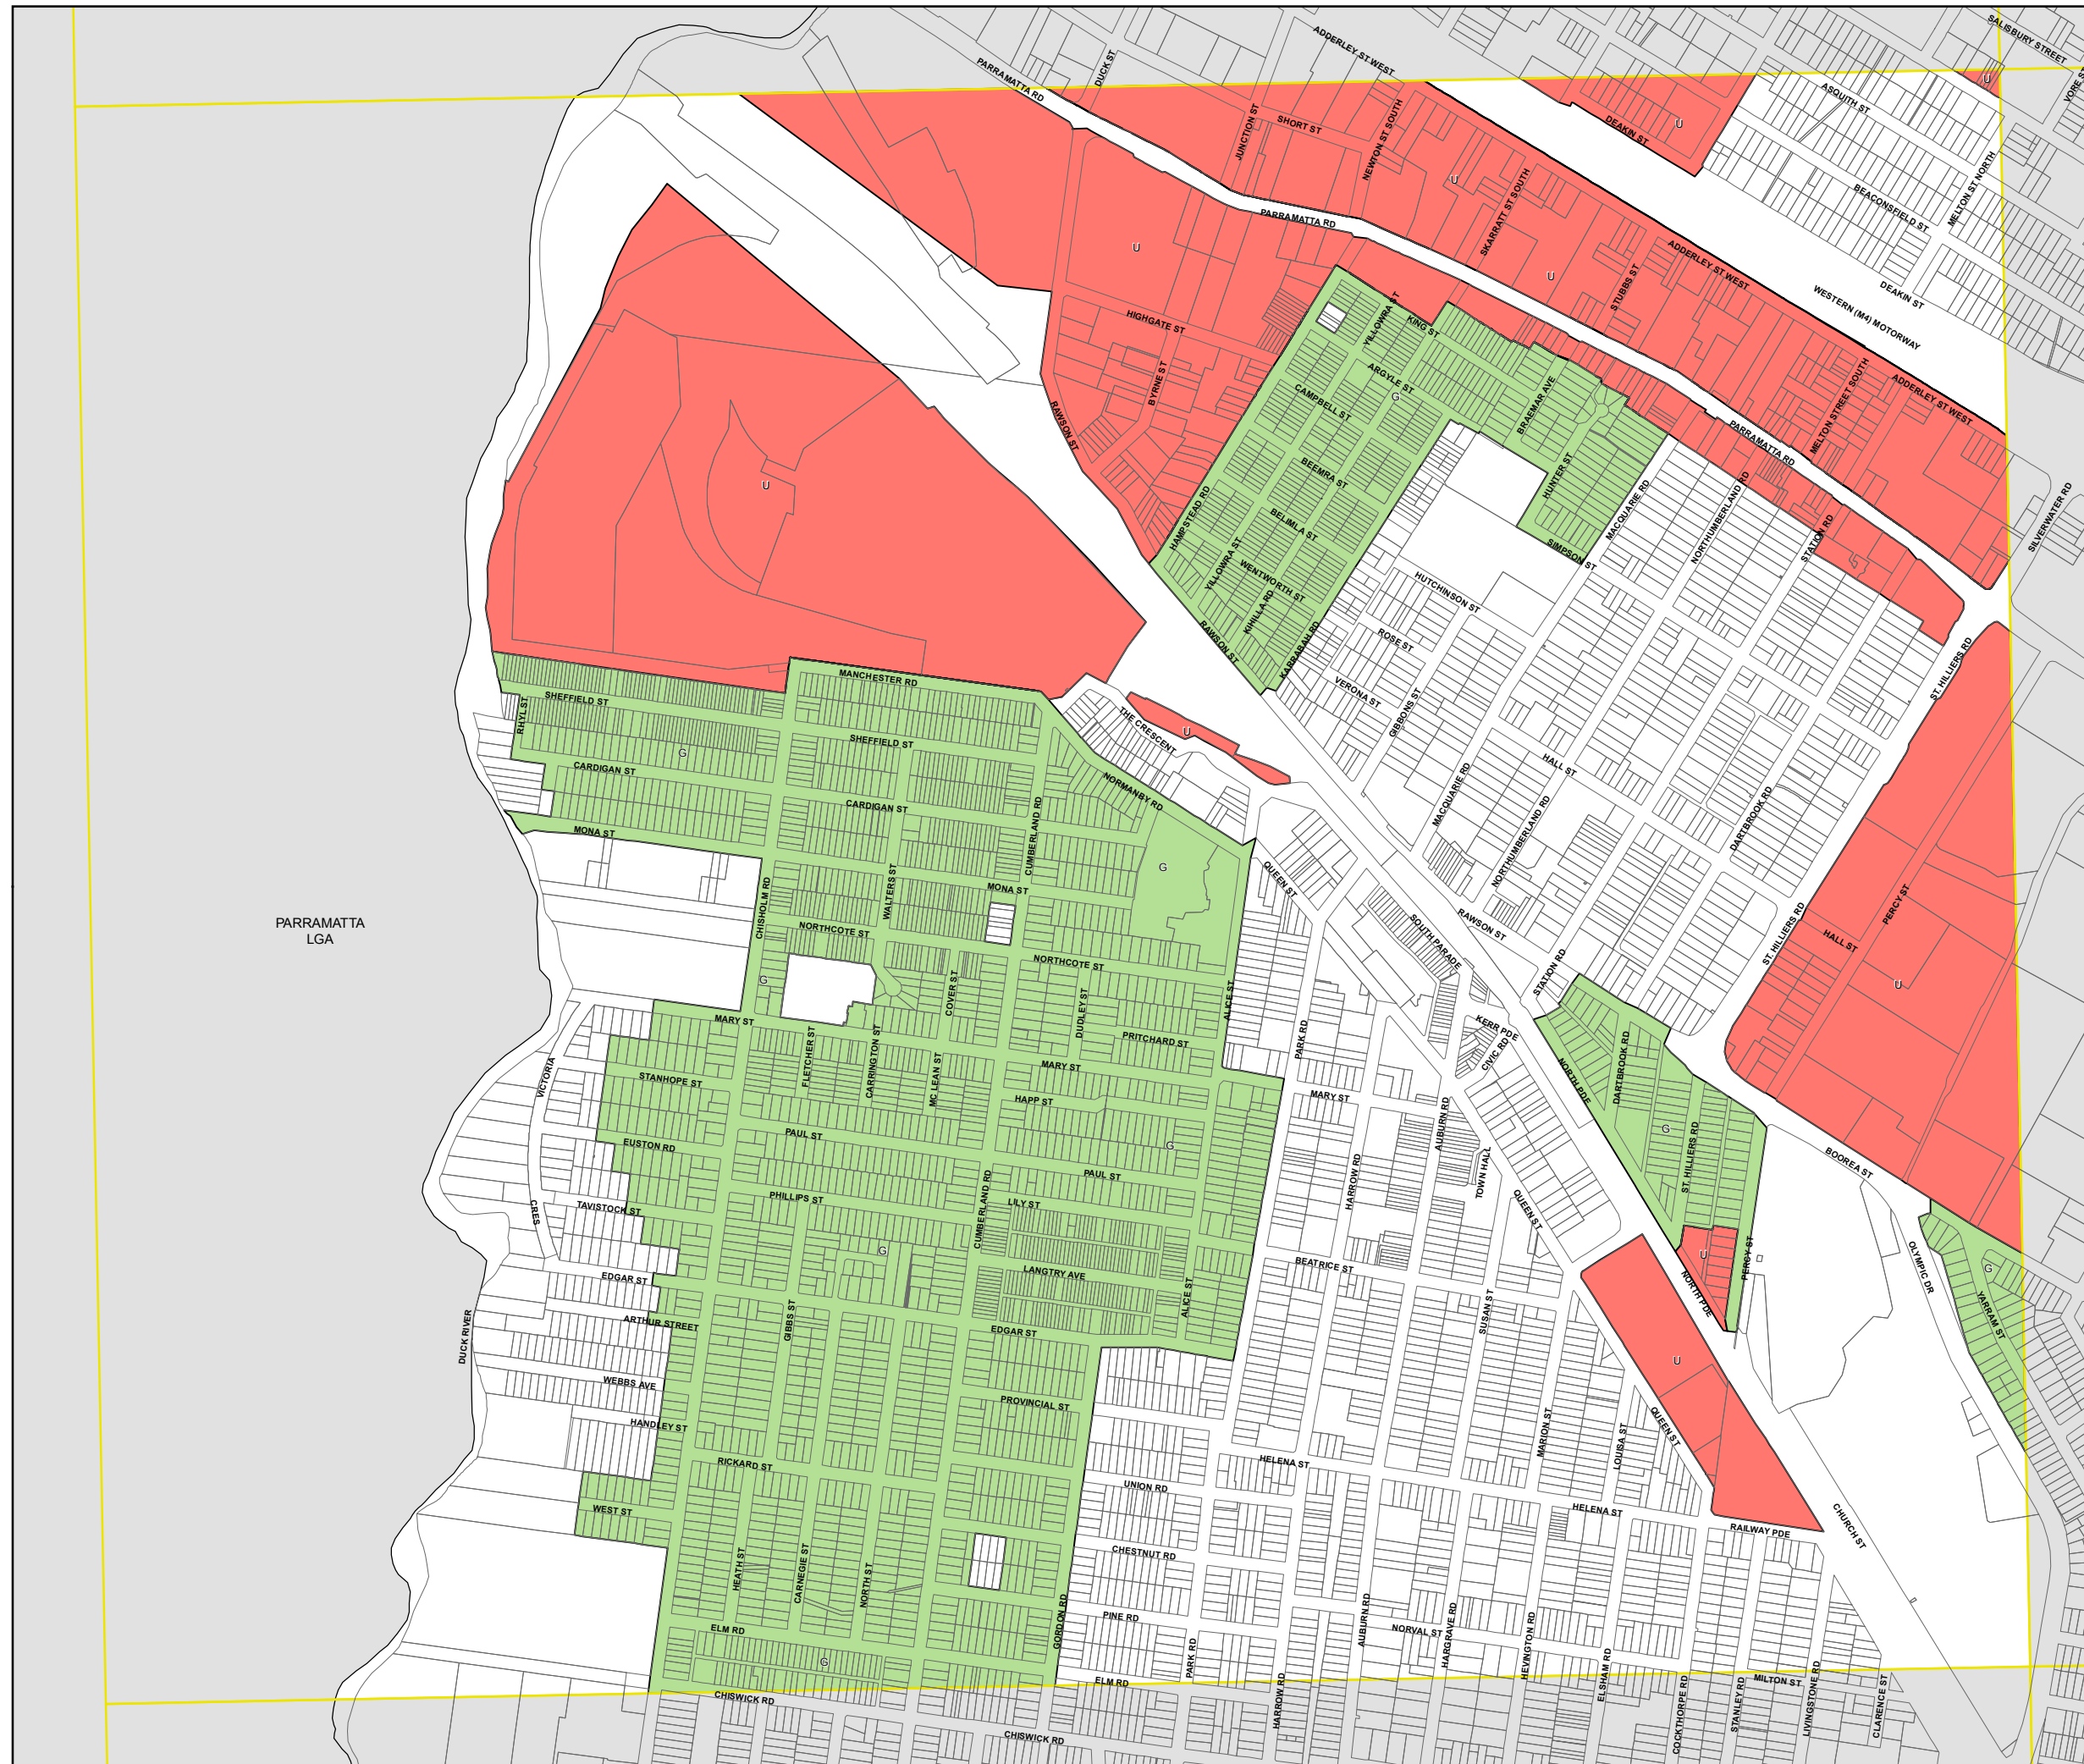 SALISBURY STREET
ADDERLEY ST WEST
PARRAMATTA RD
DUCK ST
U
ASQUITH ST
JUNCTION ST
SHORT ST
NEWTON ST SOUTH
DEAKIN ST
U
MELTON ST NORTH
U
SKARRATT ST SOUTH
BEACONSFIELD ST
PARRAMATTA RD
U
U
STUBBS ST
ADDERLEY ST WEST
DEAKIN ST
WESTERN (M4) MOTORWAY
HIGHGATE ST
YILLOWRA ST
KING ST
BYRNE ST
ARGYLE ST
G
CAMPBELL ST
BRAEMAR AVE
MELTON STREET SOUTH
ADDERLEY ST WEST
RAWSON ST
PARRAMATTA RD
BEEMRA ST
HUNTER ST
U
HAMPSTEAD RD
BELIMLA ST
MACQUARIE RD
NORTHUMBERLAND RD
STATION RD
SILVERWATER RD
YILLOWRA ST
WENTWORTH ST
SIMPSON ST
KIHILLA RD
HUTCHINSON ST
RAWSON ST
KARRABAH RD
ROSE ST
ST. HILLIERS RD
MANCHESTER RD
SHEFFIELD ST
RHYL ST
VERONA ST
GIBBONS ST
THE CRESCENT
U
SHEFFIELD ST
G
CARDIGAN ST
NORMANBY RD
HALL ST
MACQUARIE RD
DARTBROOK RD
CARDIGAN ST
CUMBERLAND RD
MONA ST
NORTHUMBERLAND RD
G
QUEEN ST
MONA ST
WALTERS ST
CHISHOLM RD
PERCY ST
PARRAMATTA
LGA
NORTHCOTE ST
SOUTH PARADE
RAWSON ST
ST. HILLIERS RD
HALL ST
NORTHCOTE ST
STATION RD
G
COVER ST
DUDLEY ST
ALICE ST
U
MARY ST
PRITCHARD ST
PARK RD
KERR PDE
CIVIC RD
FLETCHER ST
CARRINGTON ST
MC LEAN ST
MARY ST
NORTH PDE
DARTBROOK RD
VICTORIA
STANHOPE ST
HAPP ST
MARY ST
AUBURN RD
G
EUSTON RD
PAUL ST
G
PAUL ST
HARROW RD
TOWN HALL
ST. HILLIERS RD
BOOREA ST
TAVISTOCK ST
CRES
PHILLIPS ST
LILY ST
CUMBERLAND RD
QUEEN ST
G
BEATRICE ST
U
PERCY ST
OLYMPIC DR
G
EDGAR ST
LANGTRY AVE
ALICE ST
NORTH PDE
YARRAM ST
ARTHUR STREET
GIBBS ST
EDGAR ST
SUSAN ST
DUCK RIVER
U
WEBBS AVE
PROVINCIAL ST
HANDLEY ST
QUEEN ST
MARION ST
LOUISA ST
RICKARD ST
HELENA ST
UNION RD
WEST ST
HELENA ST
RAILWAY PDE
CHURCH ST
CHESTNUT RD
HEATH ST
CARNEGIE ST
NORTH ST
GORDON RD
PINE RD
ELM RD
AUBURN RD
NORVAL ST
HARGRAVE RD
HEVINGTON RD
G
PARK RD
ELM RD
ELSHAM RD
MILTON ST
CHISWICK RD
HARROW RD
COCKTHORPE RD
STANLEY RD
LIVINGSTONE RD
CLARENCE ST
CHISWICK RD